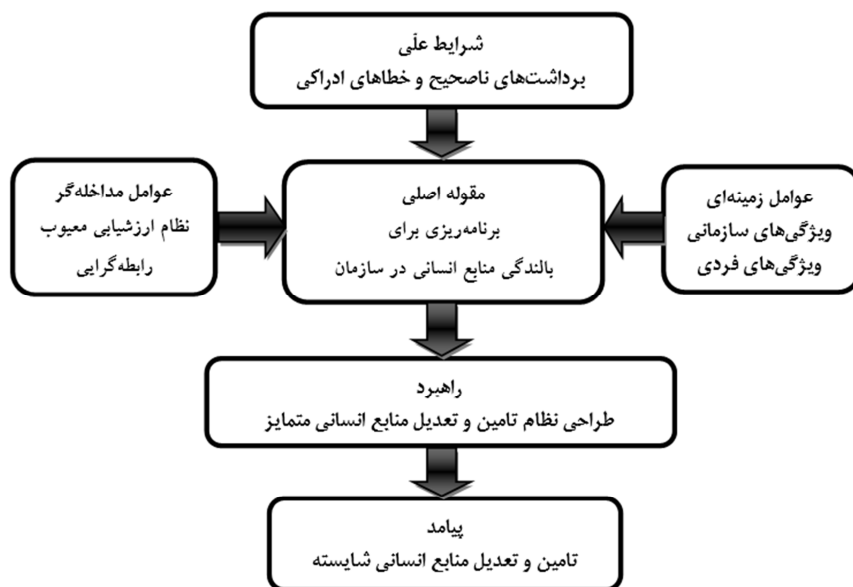 شرایط علّی
برداشت‌های ناصحیح و خطاهای ادراکی
عوامل زمینه‌ای
ویژگی‌های سازمانی
ویژگی‌های فردی
مقوله اصلی
برنامه‌ریزی برای
بالندگی منابع انسانی در سازمان
عوامل مداخله‌گر
نظام ارزشیابی معیوب
رابطه‌گرایی
راهبرد
طراحی نظام تامین و تعدیل منابع انسانی متمایز
پیامد
تامین و تعدیل منابع انسانی شایسته